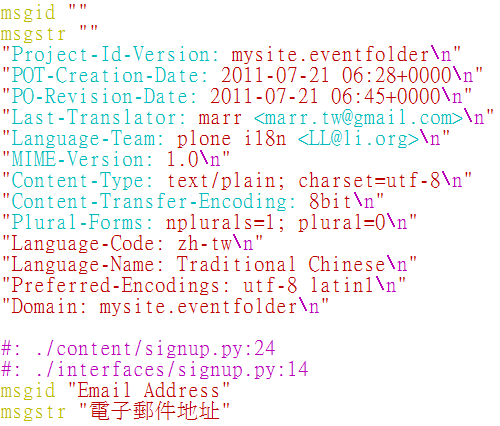 msgid ""
msgstr ""
"Project-Id-Version: mysite.eventfolder\n"
"POT-Creation-Date: 2011-07-21 06:28+0000\n"
"PO-Revision-Date: 2011-07-21 06:45+0000\n"
"Last-Translator: marr <marr.tw@gmail.com>\n"
"Language-Team: plone i18n <LL@li.org>\n"
"MIME-Version: 1.0\n"
"Content-Type: text/plain; charset=utf-8\n"
"Content-Transfer-Encoding: 8bit\n"
"Plural-Forms: nplurals=1; plural=0\n"
"Language-Code: zh-tw\n"
"Language-Name: Traditional Chinese\n"
"Preferred-Encodings: utf-8 latin1\n"
"Domain: mysite.eventfolder\n"
#: ./content/signup.py:24
#: ./interfaces/signup.py:14
msgid "Email Address"
msgstr "電子郵件地址"